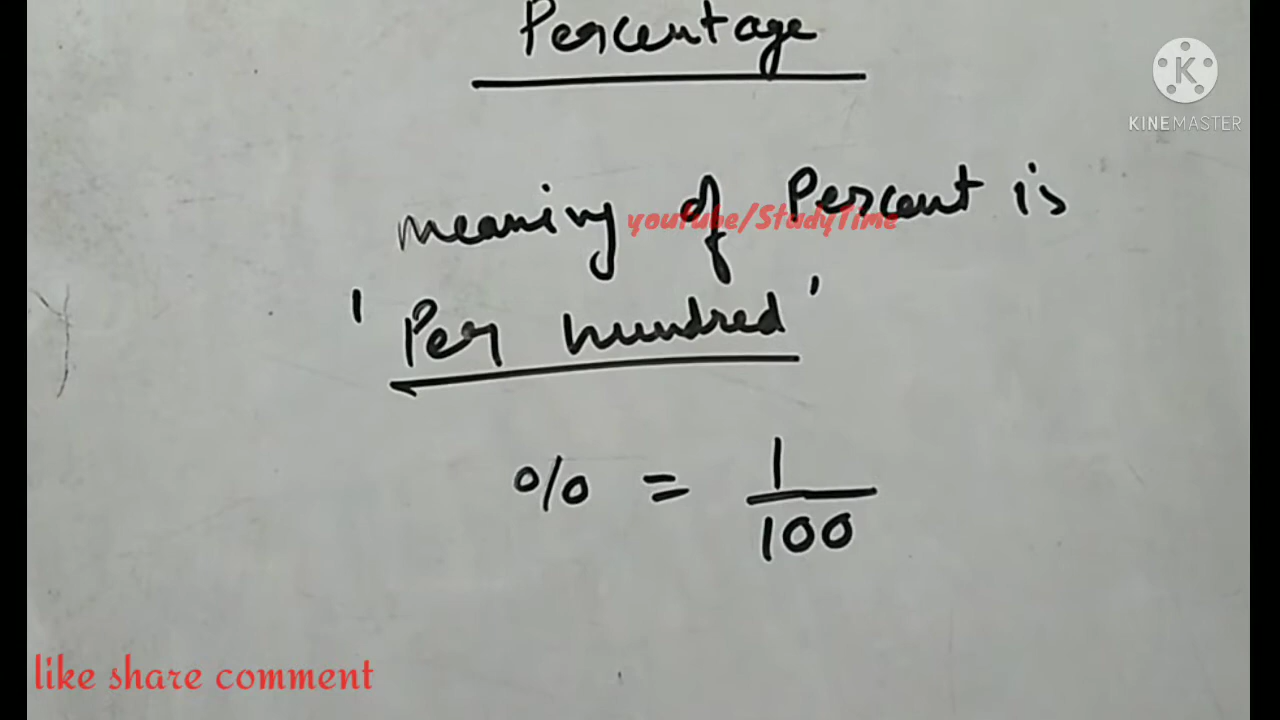 Percentage
KINEMASTER
meaning of Percent is
youtube/StudyTime
'Per hundred'
% = 1/100
like share comment